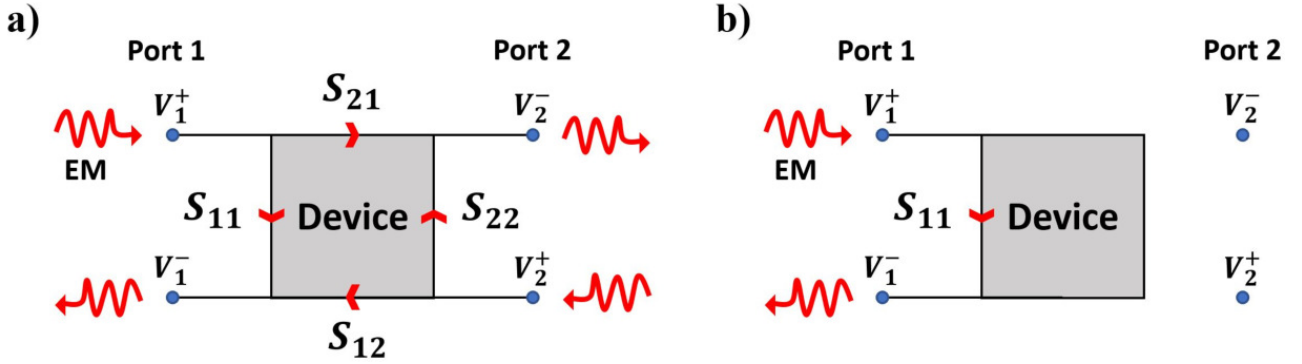 a)
Port 1
Port 2
V₁⁺
S₂₁
V₂⁻
EM
S₁₁
Device
S₂₂
V₁⁻
V₂⁺
S₁₂
b)
Port 1
Port 2
V₁⁺
V₂⁻
EM
S₁₁
Device
V₁⁻
V₂⁺